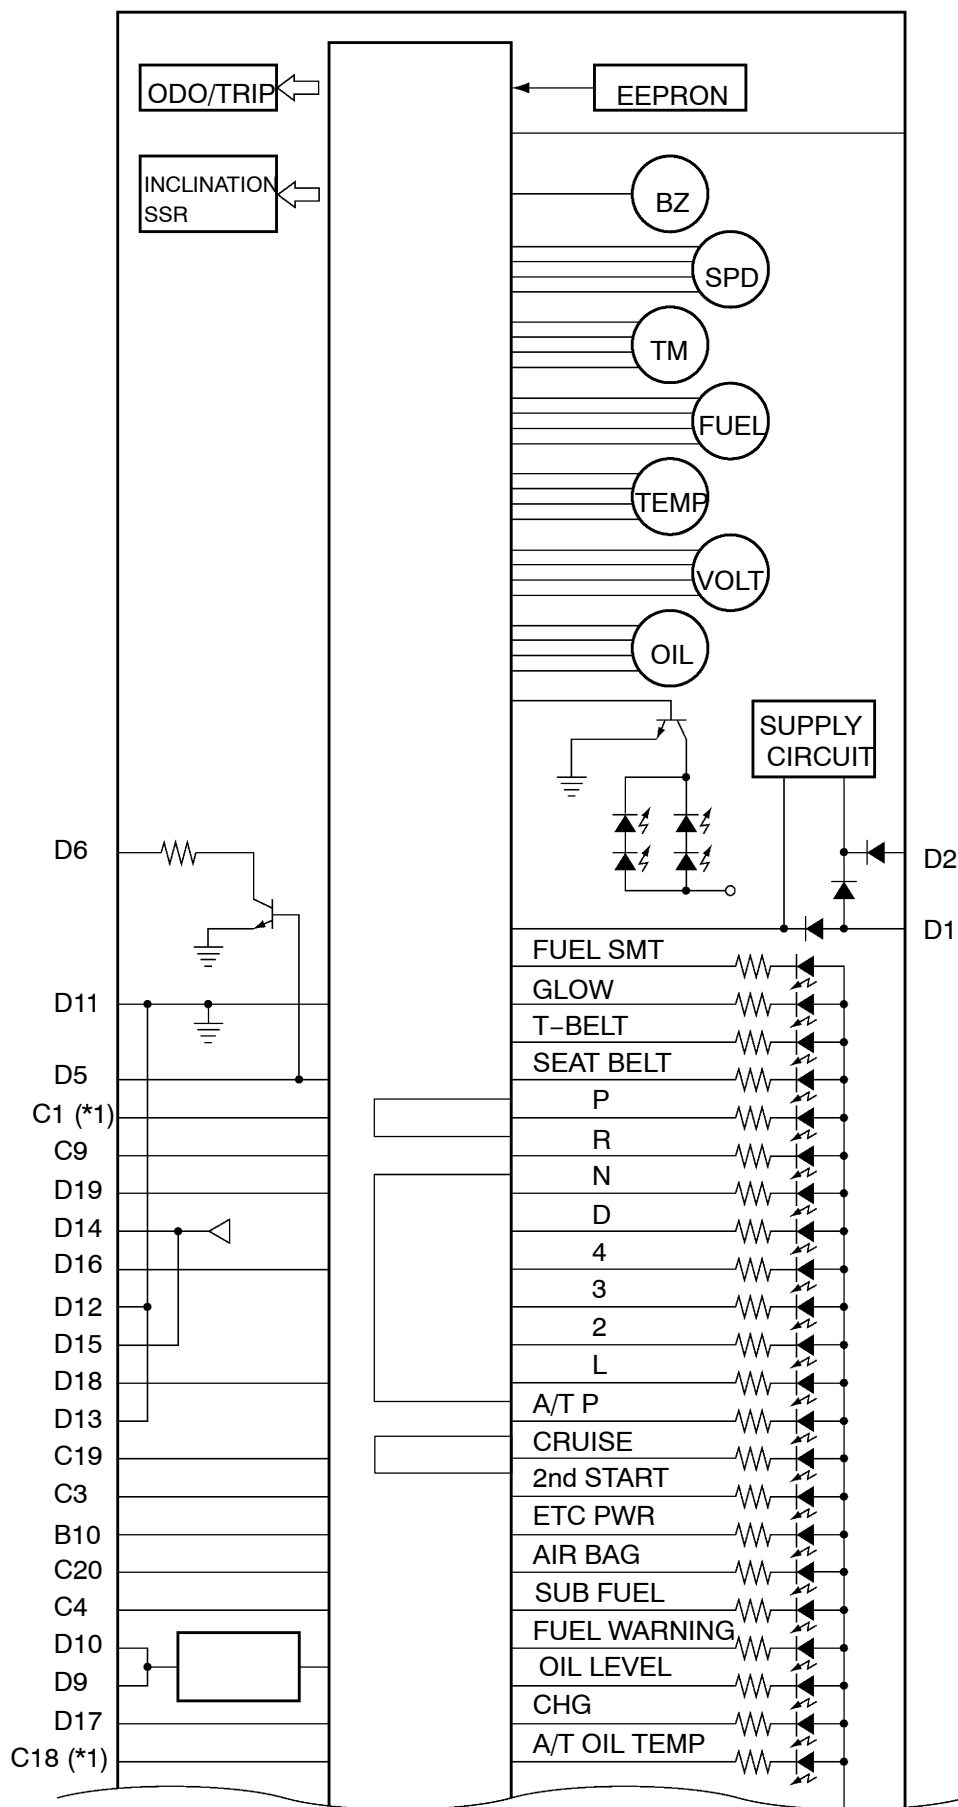 ODO/TRIP
EEPRON
INCLINATION
SSR
BZ
SPD
TM
FUEL
TEMP
VOLT
OIL
SUPPLY
CIRCUIT
D6
D2
D1
FUEL SMT
GLOW
D11
T–BELT
SEAT BELT
D5
P
C1 (*1)
R
C9
N
D19
D
D14
4
D16
3
D12
2
D15
L
D18
A/T P
D13
CRUISE
C19
2nd START
C3
ETC PWR
B10
AIR BAG
C20
SUB FUEL
C4
FUEL WARNING
D10
OIL LEVEL
D9
CHG
D17
A/T OIL TEMP
C18 (*1)